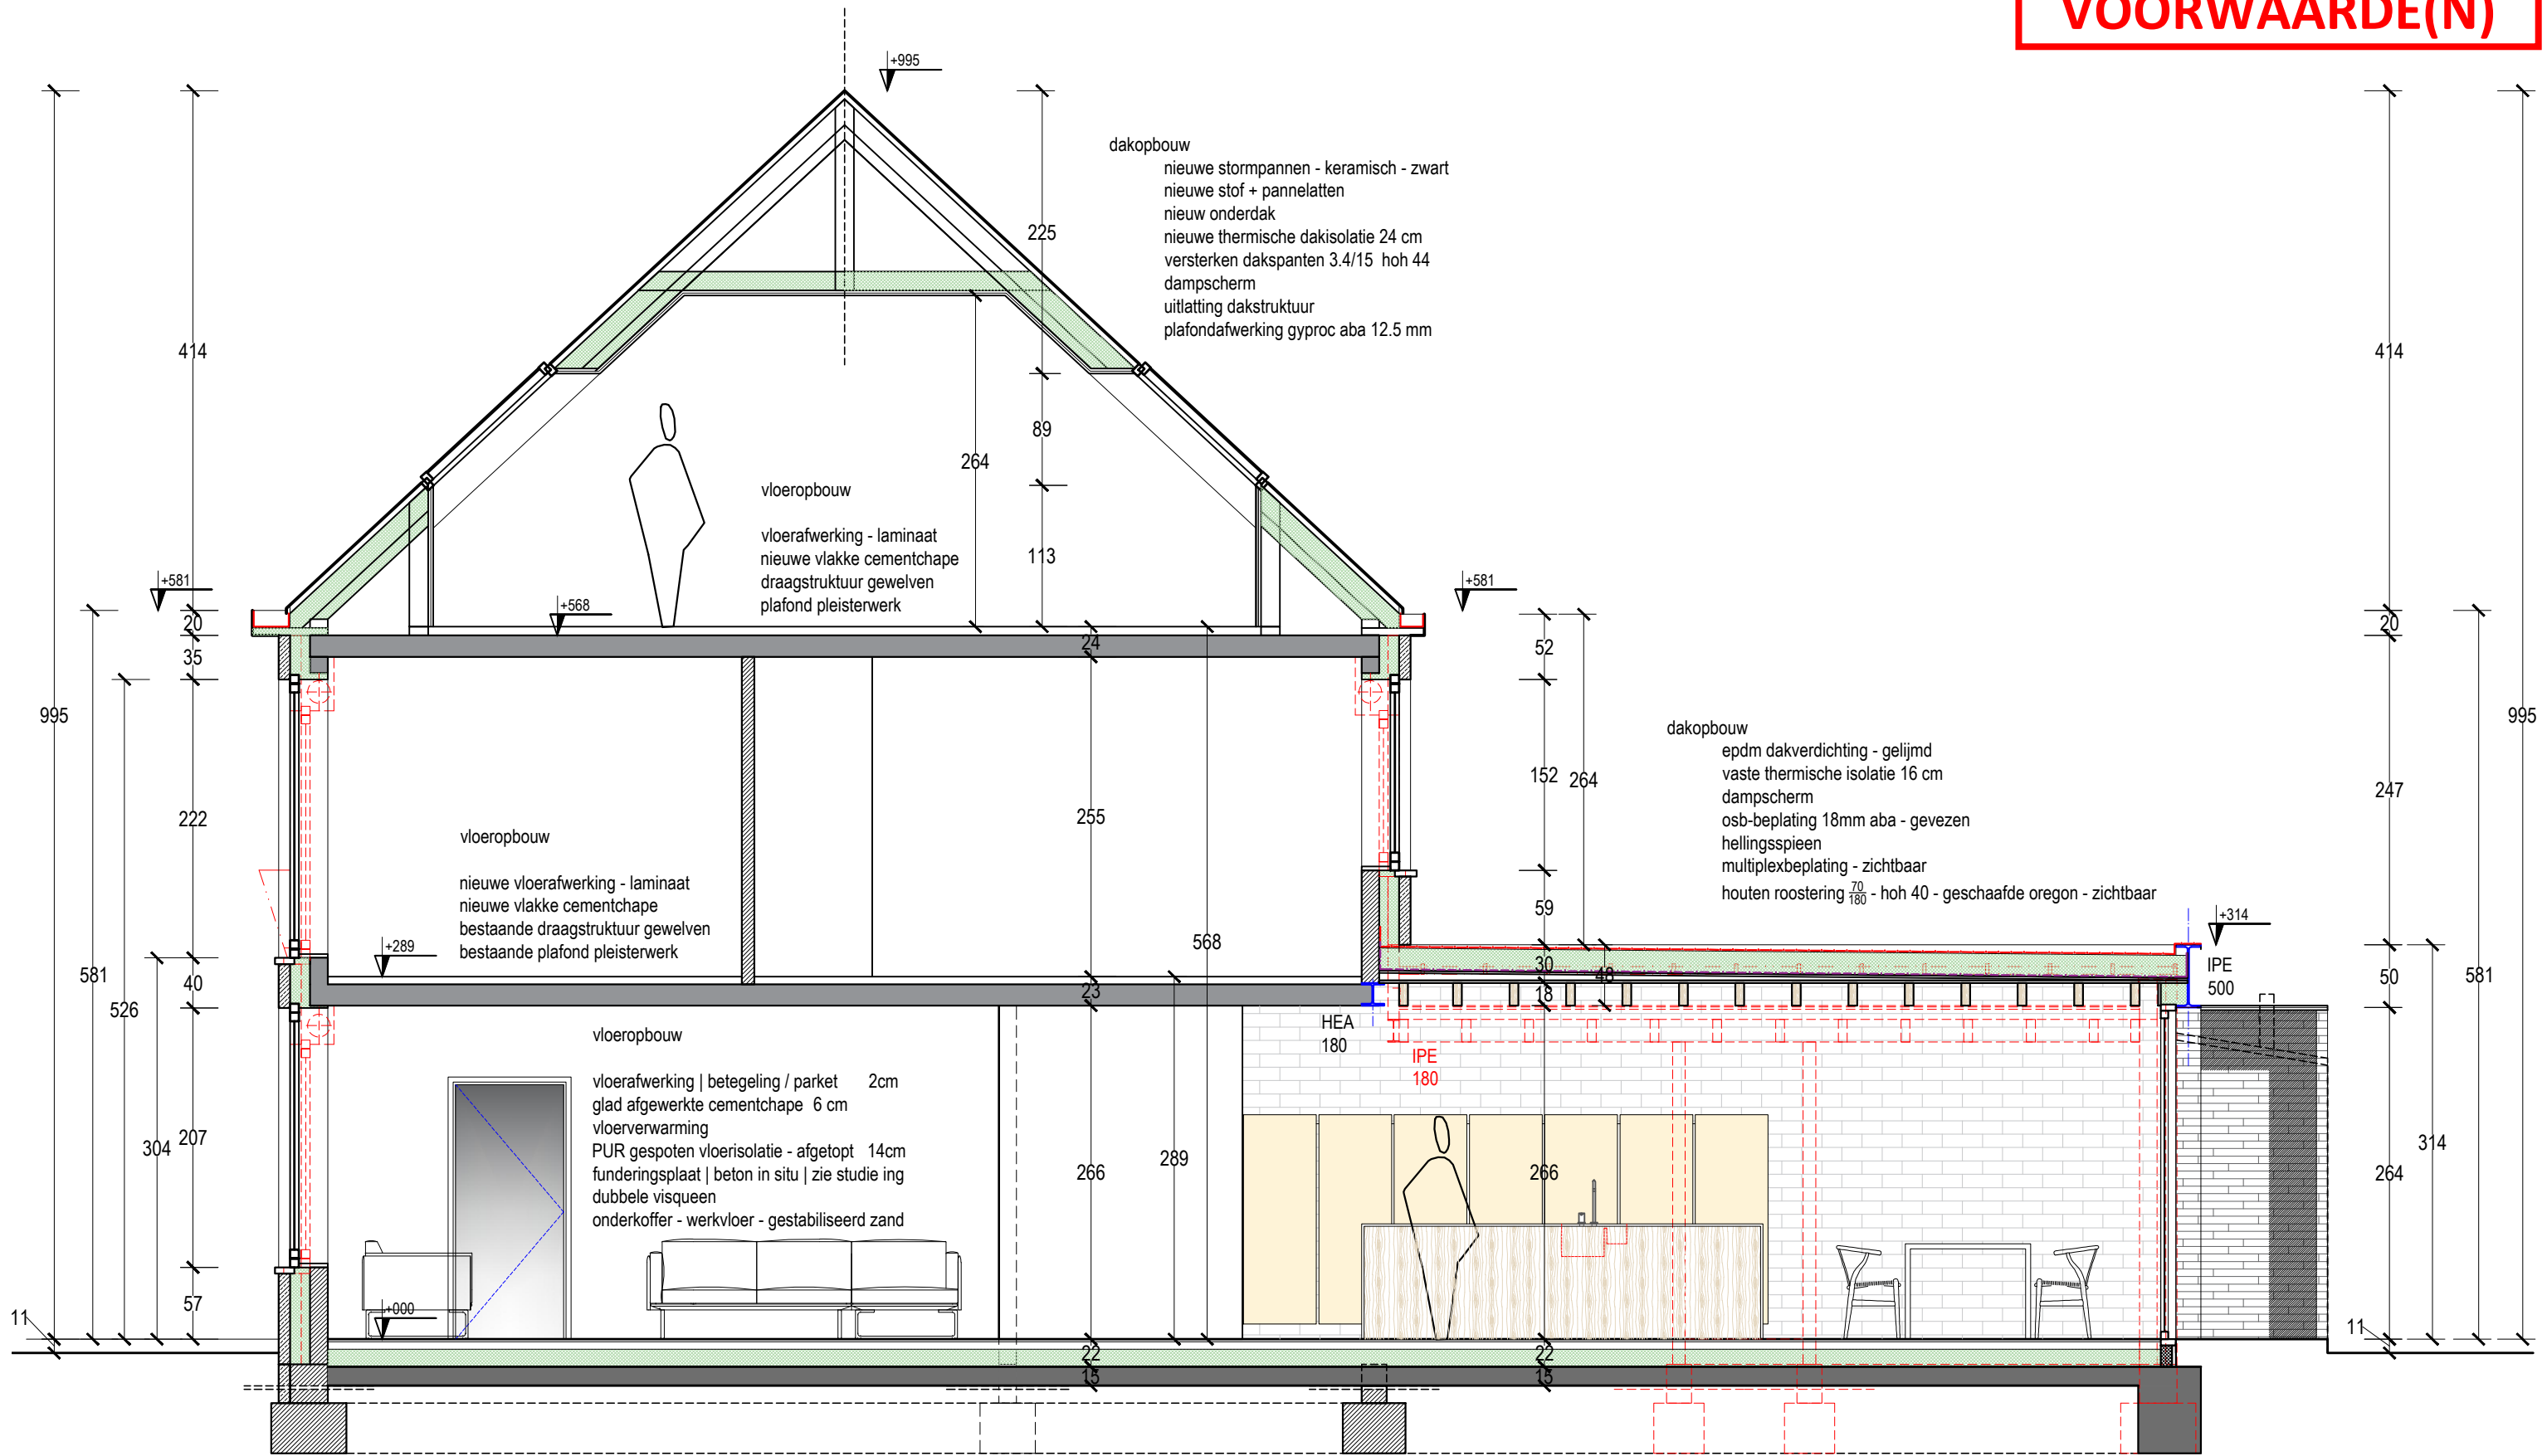 VOORWAARDE(N)
+995
dakopbouw
nieuwe stormpannen - keramisch - zwart
nieuwe stof + pannelatten
nieuw onderdak
nieuwe thermische dakisolatie 24 cm
versterken dakspanten 3.4/15 hoh 44
dampscherm
uitlatting dakstruktuur
plafondafwerking gyproc aba 12.5 mm
225
414
414
89
264
vloeropbouw
vloerafwerking - laminaat
nieuwe vlakke cementchape
draagstruktuur gewelven
plafond pleisterwerk
113
+581
+568
+581
20
20
24
35
52
995
995
dakopbouw
epdm dakverdichting - gelijmd
vaste thermische isolatie 16 cm
dampscherm
osb-beplating 18mm aba - gevezen
hellingsspieen
multiplexbeplating - zichtbaar
houten roostering 70/180 - hoh 40 - geschaafde oregon - zichtbaar
152
264
247
222
255
vloeropbouw
nieuwe vloerafwerking - laminaat
nieuwe vlakke cementchape
bestaande draagstruktuur gewelven
bestaande plafond pleisterwerk
59
+314
+289
568
581
526
40
23
30
48
18
IPE
500
50
581
HEA
180
IPE
180
vloeropbouw
vloerafwerking | betegeling / parket 2cm
glad afgewerkte cementchape 6 cm
vloerverwarming
PUR gespoten vloerisolatie - afgetopt 14cm
funderingsplaat | beton in situ | zie studie ing
dubbele visqueen
onderkoffer - werkvloer - gestabiliseerd zand
304
207
266
289
266
264
314
57
+000
11
11
22
15
22
15